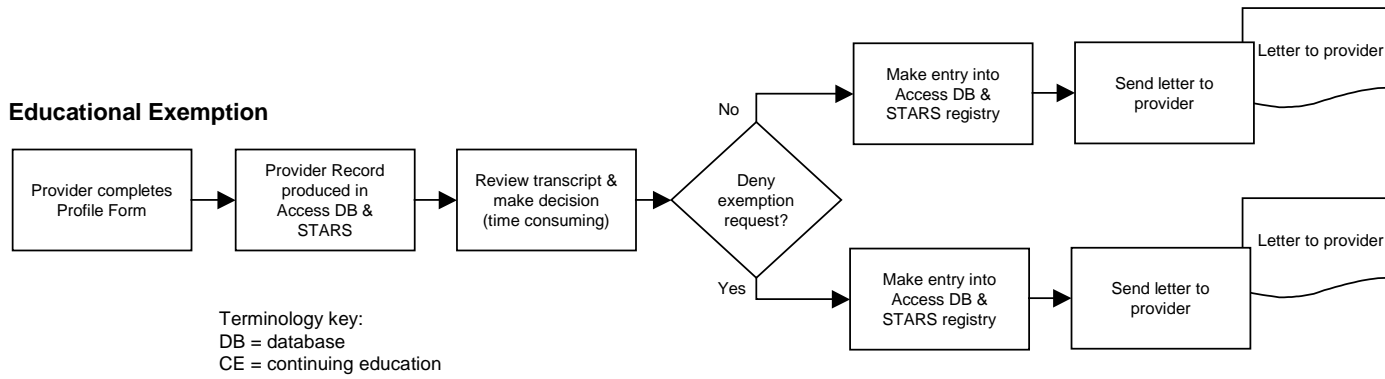 Educational Exemption
Provider completes
Profile Form
Provider Record
produced in
Access DB &
STARS
Review transcript &
make decision
(time consuming)
Deny
exemption
request?
No
Make entry into
Access DB &
STARS registry
Send letter to
provider
Letter to provider
Yes
Make entry into
Access DB &
STARS registry
Send letter to
provider
Letter to provider
Terminology key:
DB = database
CE = continuing education